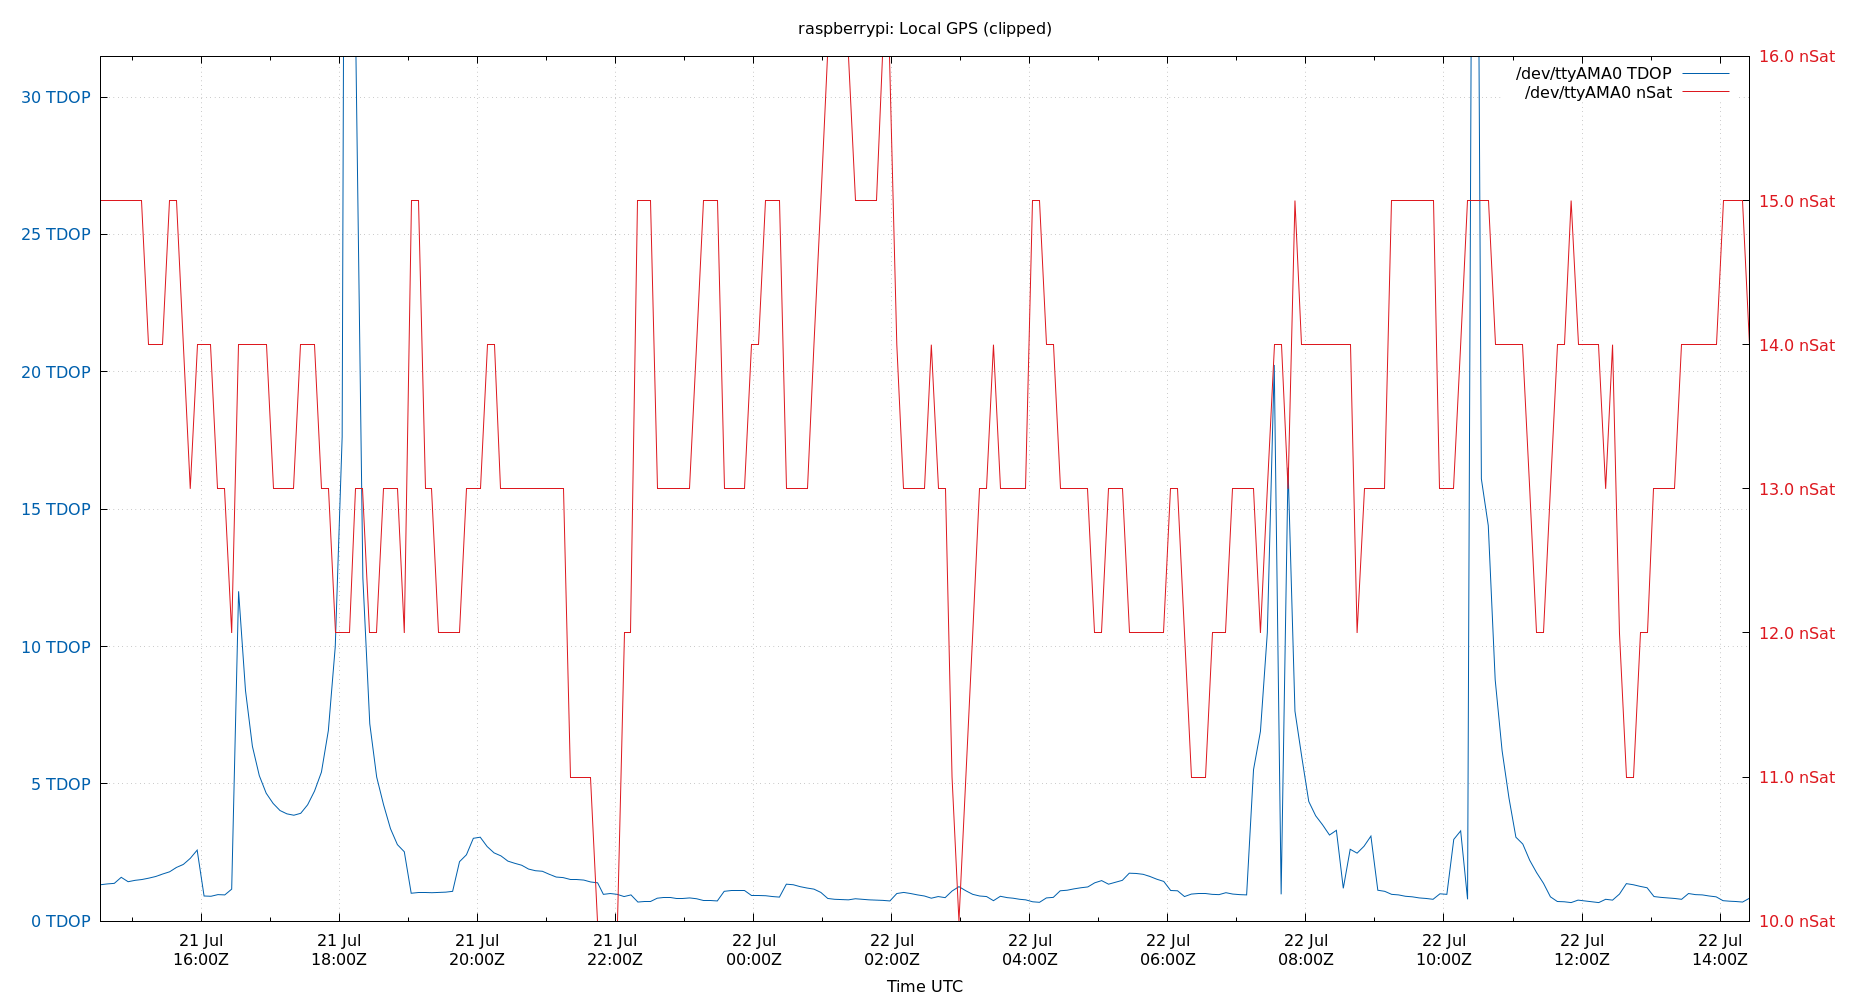 raspberrypi: Local GPS (clipped)
/dev/ttyAMA0 TDOP
/dev/ttyAMA0 nSat
30 TDOP
25 TDOP
20 TDOP
15 TDOP
10 TDOP
5 TDOP
0 TDOP
16.0 nSat
15.0 nSat
14.0 nSat
13.0 nSat
12.0 nSat
11.0 nSat
10.0 nSat
21 Jul
16:00Z
21 Jul
18:00Z
21 Jul
20:00Z
21 Jul
22:00Z
22 Jul
00:00Z
22 Jul
02:00Z
22 Jul
04:00Z
22 Jul
06:00Z
22 Jul
08:00Z
22 Jul
10:00Z
22 Jul
12:00Z
22 Jul
14:00Z
Time UTC